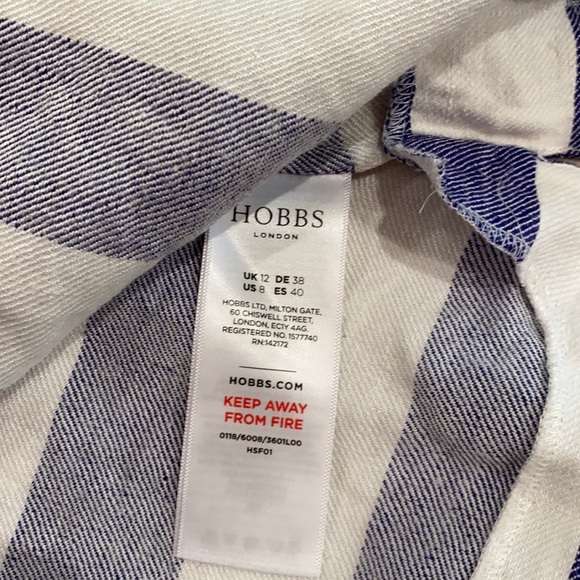 HOBBS
LONDON
UK 12 DE 38
US 8 ES 40
HOBBS LTD, MILTON GATE,
60 CHISWELL STREET,
LONDON, EC1Y 4AG.
REGISTERED NO. 1577740
RN:142172
HOBBS.COM
KEEP AWAY
FROM FIRE
0118/6008/3601L00
HSF01